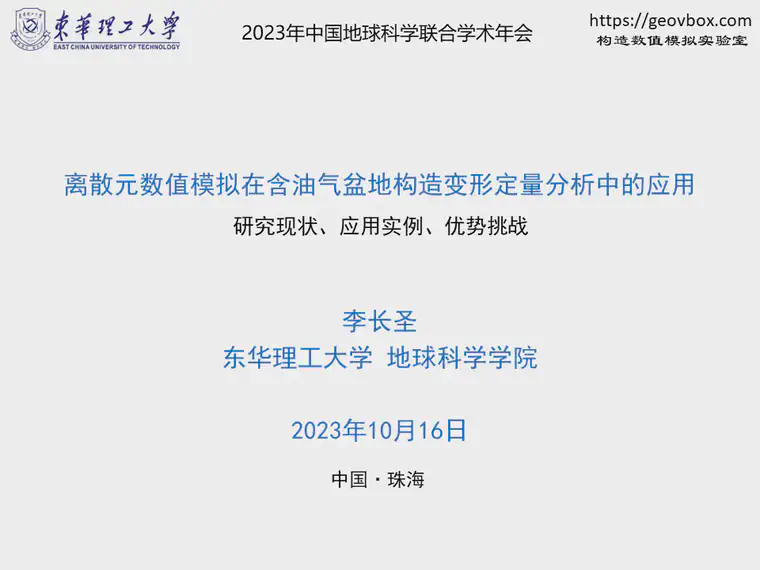 東華理工大学
EAST CHINA UNIVERSITY OF TECHNOLOGY
2023年中国地球科学联合学术年会
https://geovbox.com
构造数值模拟实验室
离散元数值模拟在含油气盆地构造变形定量分析中的应用
研究现状、应用实例、优势挑战
李长圣
东华理工大学 地球科学学院
2023年10月16日
中国·珠海